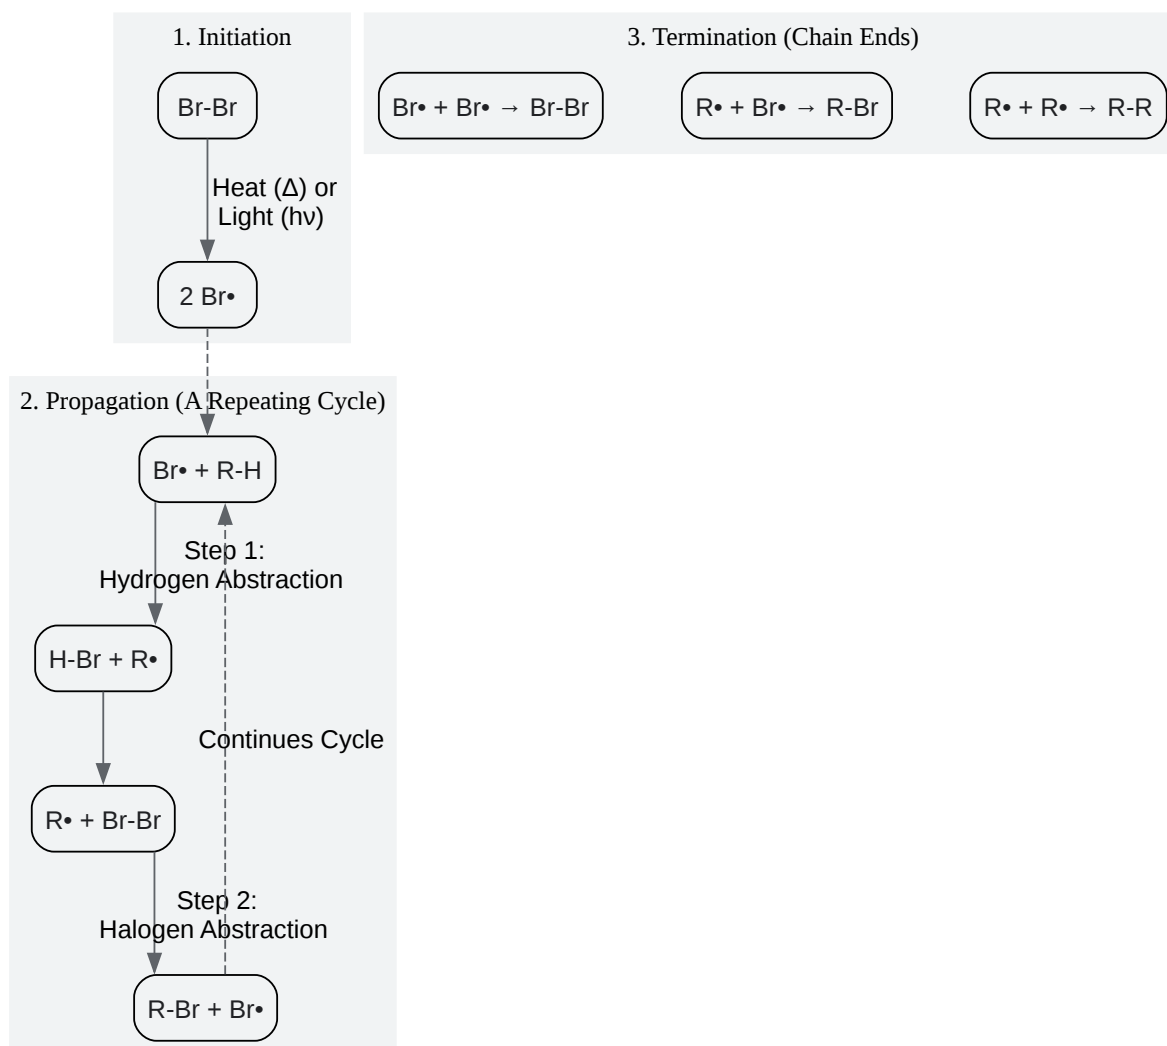 1. Initiation
Br-Br
Heat (Δ) or
Light (hν)
2 Br•
2. Propagation (A Repeating Cycle)
Br• + R-H
Step 1:
Hydrogen Abstraction
H-Br + R•
Continues Cycle
R• + Br-Br
Step 2:
Halogen Abstraction
R-Br + Br•
3. Termination (Chain Ends)
Br• + Br• → Br-Br
R• + Br• → R-Br
R• + R• → R-R